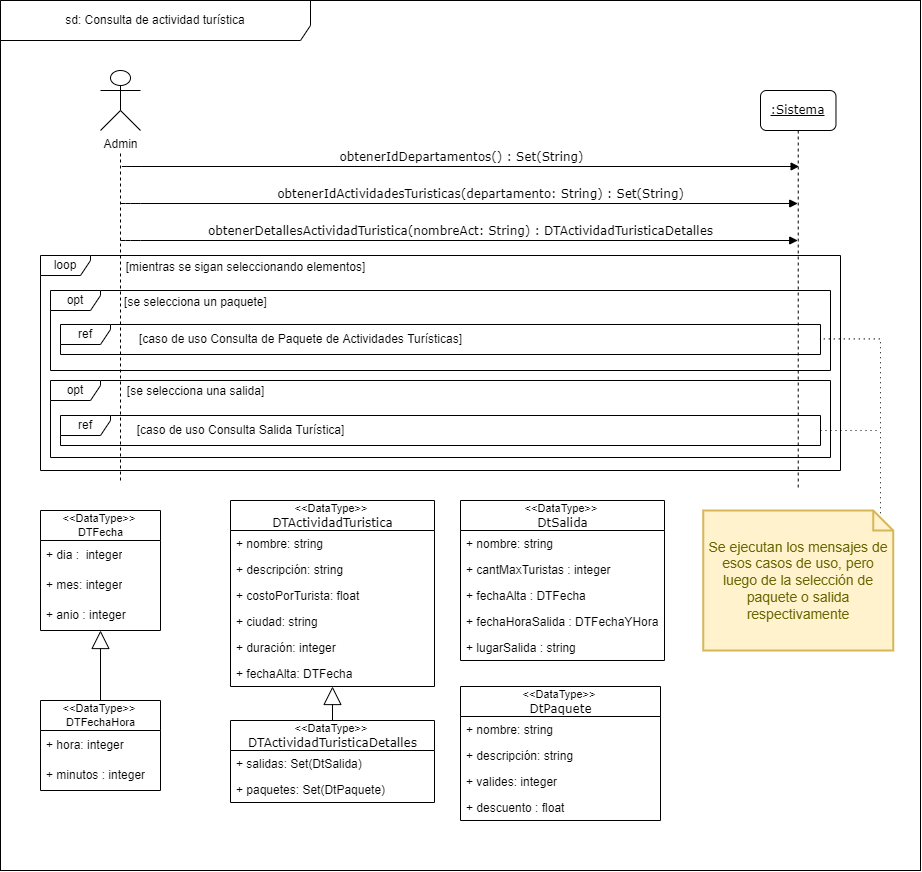 sd: Consulta de actividad turística
Admin
:Sistema
obtenerIdDepartamentos() : Set(String)
obtenerIdActividadesTuristicas(departamento: String) : Set(String)
obtenerDetallesActividadTuristica(nombreAct: String) : DTActividadTuristicaDetalles
loop
[mientras se sigan seleccionando elementos]
opt
[se selecciona un paquete]
ref
[caso de uso Consulta de Paquete de Actividades Turísticas]
opt
[se selecciona una salida]
ref
[caso de uso Consulta Salida Turística]
<<DataType>>
DTFecha
+ dia : integer
+ mes: integer
+ anio : integer
<<DataType>>
DTFechaHora
+ hora: integer
+ minutos : integer
<<DataType>>
DTActividadTuristica
+ nombre: string
+ descripción: string
+ costoPorTurista: float
+ ciudad: string
+ duración: integer
+ fechaAlta: DTFecha
<<DataType>>
DTActividadTuristicaDetalles
+ salidas: Set(DtSalida)
+ paquetes: Set(DtPaquete)
<<DataType>>
DtSalida
+ nombre: string
+ cantMaxTuristas : integer
+ fechaAlta : DTFecha
+ fechaHoraSalida : DTFechaYHora
+ lugarSalida : string
<<DataType>>
DtPaquete
+ nombre: string
+ descripción: string
+ valides: integer
+ descuento : float
Se ejecutan los mensajes de
esos casos de uso, pero
luego de la selección de
paquete o salida
respectivamente